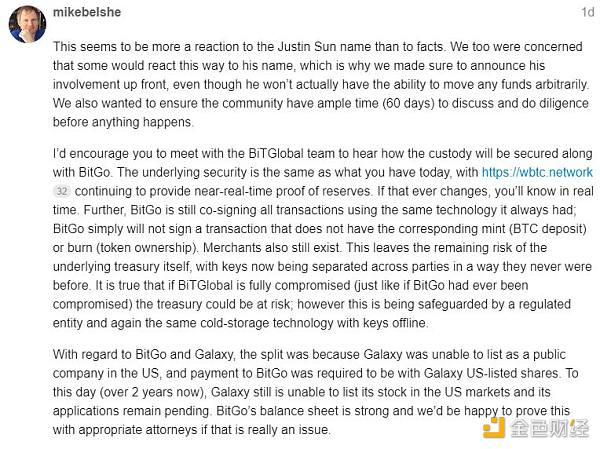 mikebelshe
1d
This seems to be more a reaction to the Justin Sun name than to facts. We too were concerned
that some would react this way to his name, which is why we made sure to announce his
involvement up front, even though he won’t actually have the ability to move any funds arbitrarily.
We also wanted to ensure the community have ample time (60 days) to discuss and do diligence
before anything happens.
I’d encourage you to meet with the BiTGlobal team to hear how the custody will be secured along
with BitGo. The underlying security is the same as what you have today, with https://wbtc.network
32 continuing to provide near-real-time proof of reserves. If that ever changes, you’ll know in real
time. Further, BitGo is still co-signing all transactions using the same technology it always had;
BitGo simply will not sign a transaction that does not have the corresponding mint (BTC deposit)
or burn (token ownership). Merchants also still exist. This leaves the remaining risk of the
underlying treasury itself, with keys now being separated across parties in a way they never were
before. It is true that if BiTGlobal is fully compromised (just like if BitGo had ever been
compromised) the treasury could be at risk; however this is being safeguarded by a regulated
entity and again the same cold-storage technology with keys offline.
With regard to BitGo and Galaxy, the split was because Galaxy was unable to list as a public
company in the US, and payment to BitGo was required to be with Galaxy US-listed shares. To
this day (over 2 years now), Galaxy still is unable to list its stock in the US markets and its
applications remain pending. BitGo’s balance sheet is strong and we’d be happy to prove this
with appropriate attorneys if that is really an issue.
金色财经